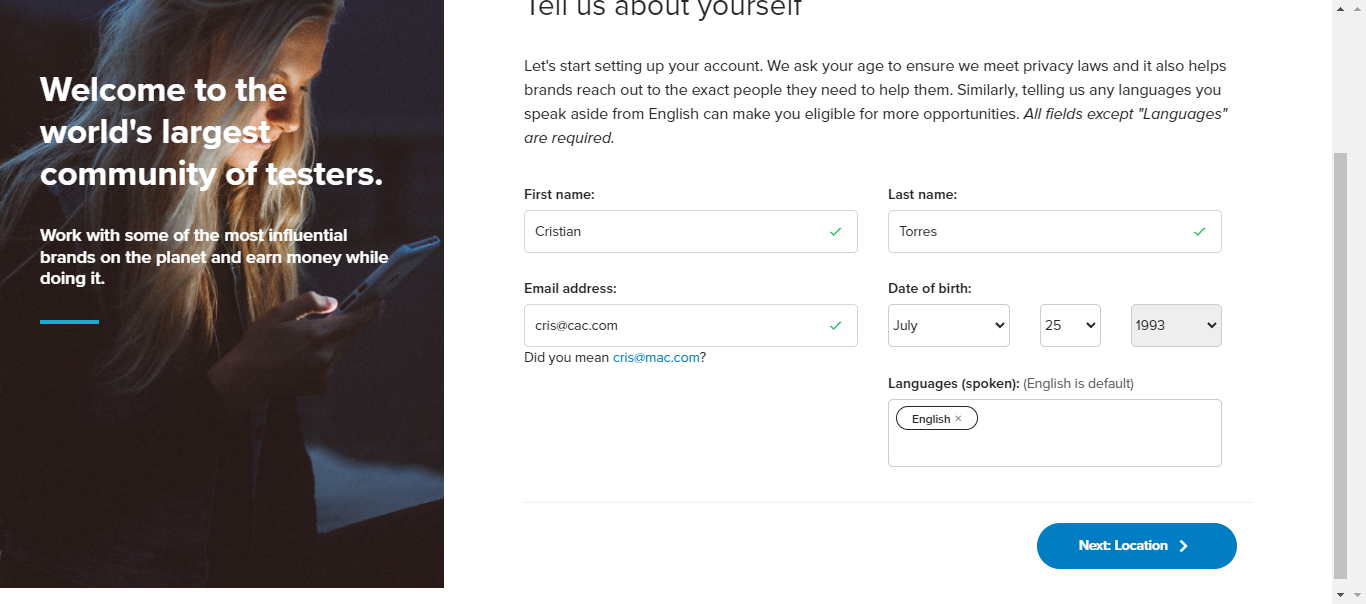 Tell us about yourself
Welcome to the
world's largest
community of testers.
Work with some of the most influential
brands on the planet and earn money while
doing it.
Let's start setting up your account. We ask your age to ensure we meet privacy laws and it also helps
brands reach out to the exact people they need to help them. Similarly, telling us any languages you
speak aside from English can make you eligible for more opportunities. All fields except "Languages"
are required.
First name:
Last name:
Cristian
Torres
Email address:
Date of birth:
cris@cac.com
July
25
1993
Did you mean cris@mac.com?
Languages (spoken): (English is default)
English ×
Next: Location